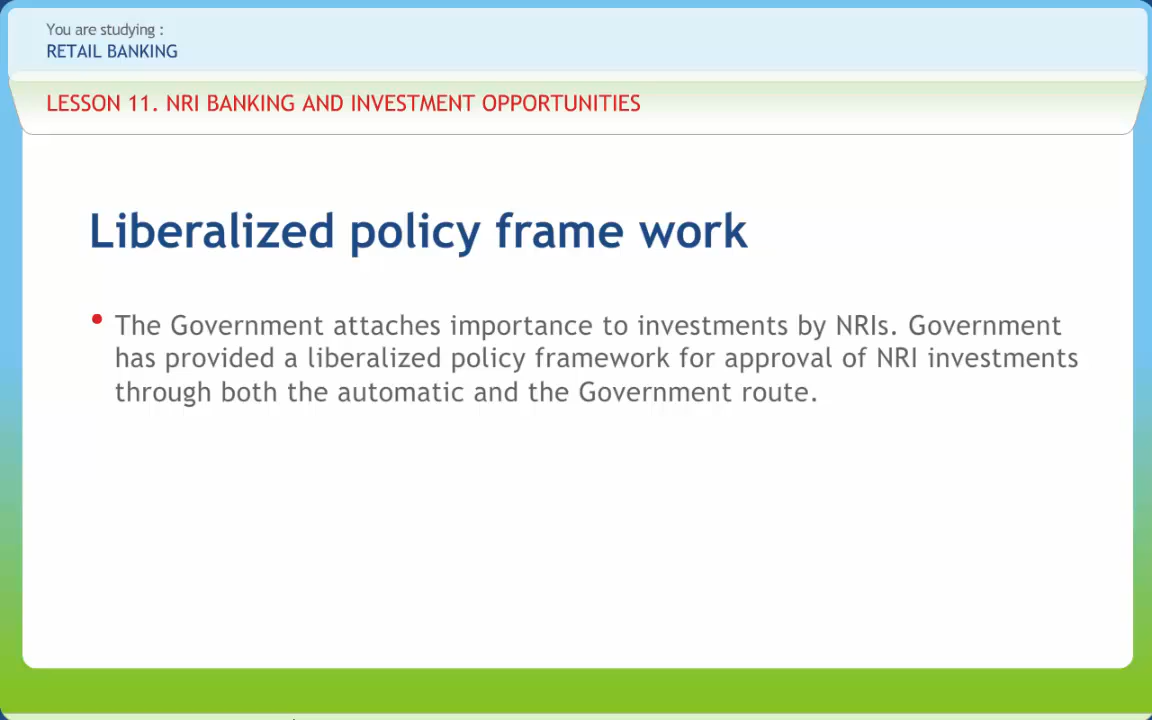 You are studying :
RETAIL BANKING
LESSON 11. NRI BANKING AND INVESTMENT OPPORTUNITIES
Liberalized policy frame work
• The Government attaches importance to investments by NRIs. Government
has provided a liberalized policy framework for approval of NRI investments
through both the automatic and the Government route.